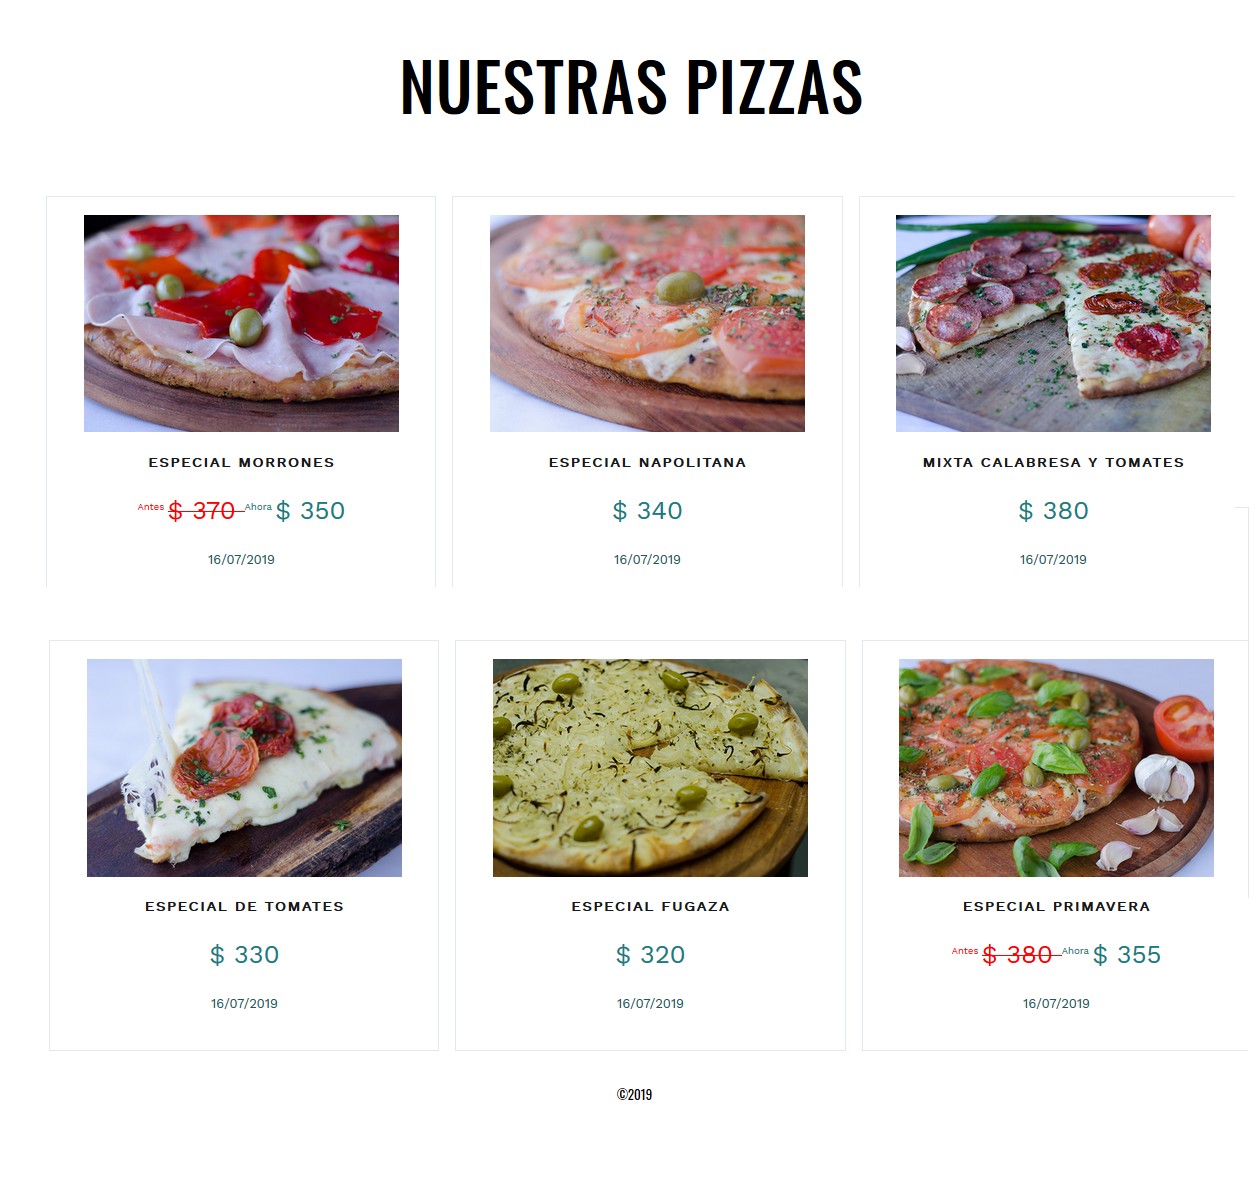 NUESTRAS PIZZAS
ESPECIAL MORRONES
Antes $ 370 Ahora $ 350
16/07/2019
ESPECIAL NAPOLITANA
$ 340
16/07/2019
MIXTA CALABRESA Y TOMATES
$ 380
16/07/2019
ESPECIAL DE TOMATES
$ 330
16/07/2019
ESPECIAL FUGAZA
$ 320
16/07/2019
ESPECIAL PRIMAVERA
Antes $ 380 Ahora $ 355
16/07/2019
©2019